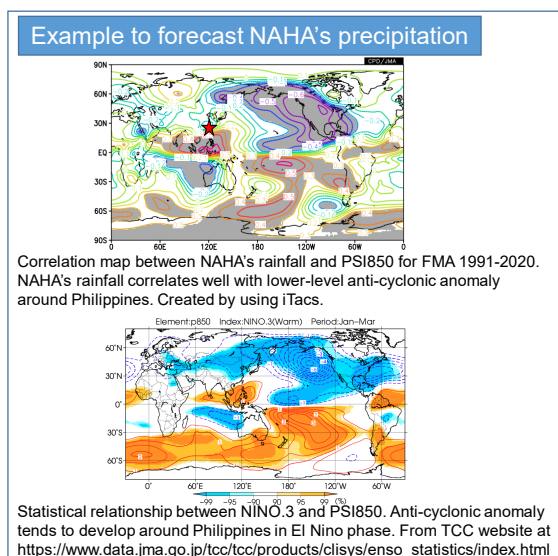 Example to forecast NAHA's precipitation
CPD/JMA
90N
60N
30N
EQ
30S
60S
90S
0 60E 120E 180 120W 60W 0
Correlation map between NAHA's rainfall and PSI850 for FMA 1991-2020.
NAHA's rainfall correlates well with lower-level anti-cyclonic anomaly
around Philippines. Created by using iTacs.
Element:p850 Index:NINO.3(Warm) Period:Jan-Mar
60°N
30°N
0°
30°S
60°S
0° 60°E 120°E 180° 120°W 60°W
-99 -95 -90 90 95 99 (%)
Statistical relationship between NINO.3 and PSI850. Anti-cyclonic anomaly
tends to develop around Philippines in El Nino phase. From TCC website at
https://www.data.jma.go.jp/tcc/tcc/products/clisys/enso_statistics/index.htm